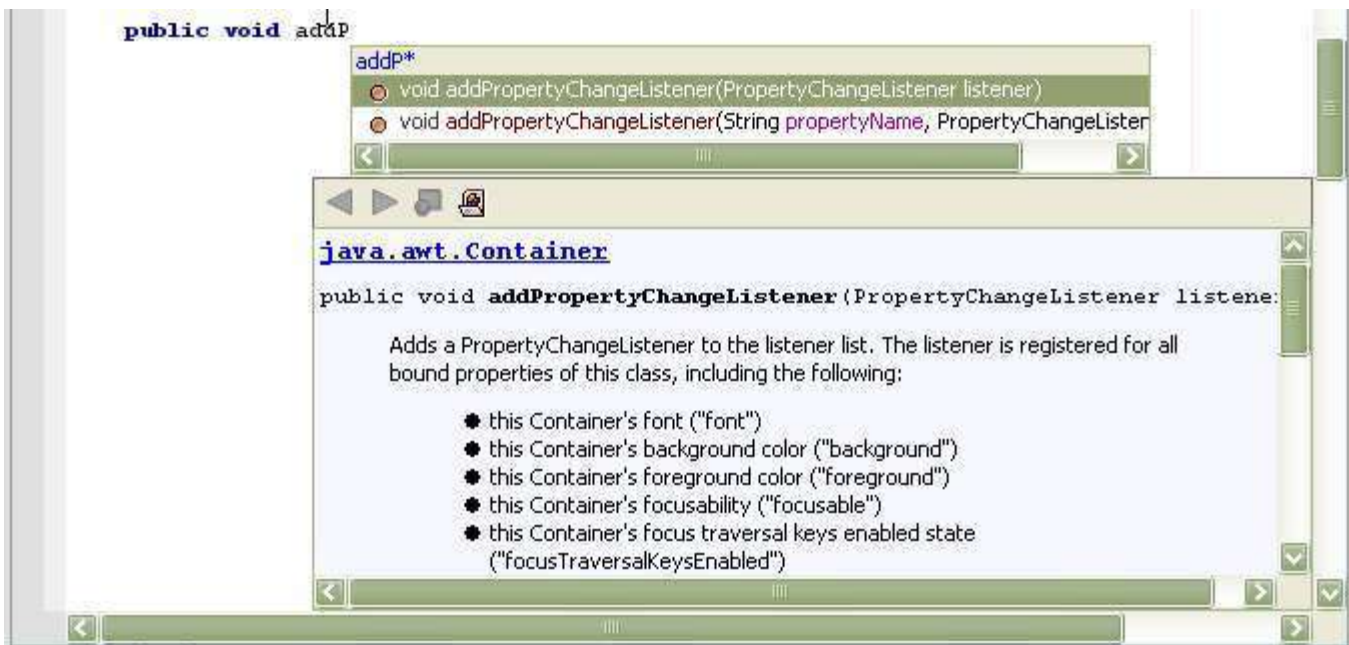 public void addP
addP*
void addPropertyChangeListener(PropertyChangeListener listener)
void addPropertyChangeListener(String propertyName, PropertyChangeListen
java.awt.Container
public void addPropertyChangeListener(PropertyChangeListener listene
Adds a PropertyChangeListener to the listener list. The listener is registered for all
bound properties of this class, including the following:
this Container's font ("font")
this Container's background color ("background")
this Container's foreground color ("foreground")
this Container's focusability ("focusable")
this Container's focus traversal keys enabled state
("focusTraversalKeysEnabled")